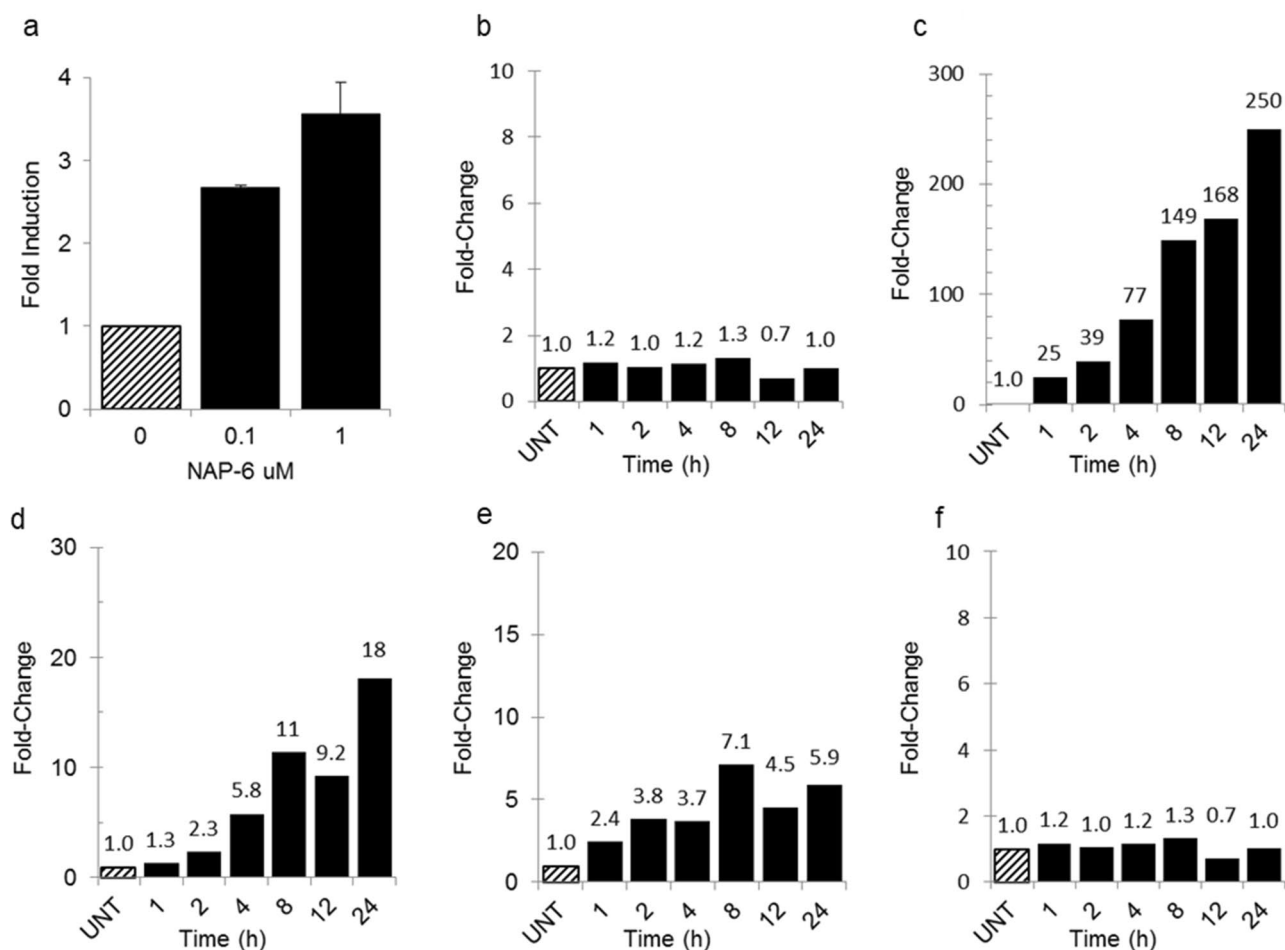 a
Fold Induction
4
3
2
1
0
0 0.1 1
NAP-6 uM
b
Fold-Change
10
8
6
4
2
0
1.0 1.2 1.0 1.2 1.3 0.7 1.0
UNT 1 2 4 8 12 24
Time (h)
c
Fold-Change
300
200
100
0
1.0 25 39 77 149 168 250
UNT 1 2 4 8 12 24
Time (h)
d
Fold-Change
30
20
10
0
1.0 1.3 2.3 5.8 11 9.2 18
UNT 1 2 4 8 12 24
Time (h)
e
Fold-Change
20
15
10
5
0
1.0 2.4 3.8 3.7 7.1 4.5 5.9
UNT 1 2 4 8 12 24
Time (h)
f
Fold-Change
10
8
6
4
2
0
1.0 1.2 1.0 1.2 1.3 0.7 1.0
UNT 1 2 4 8 12 24
Time (h)